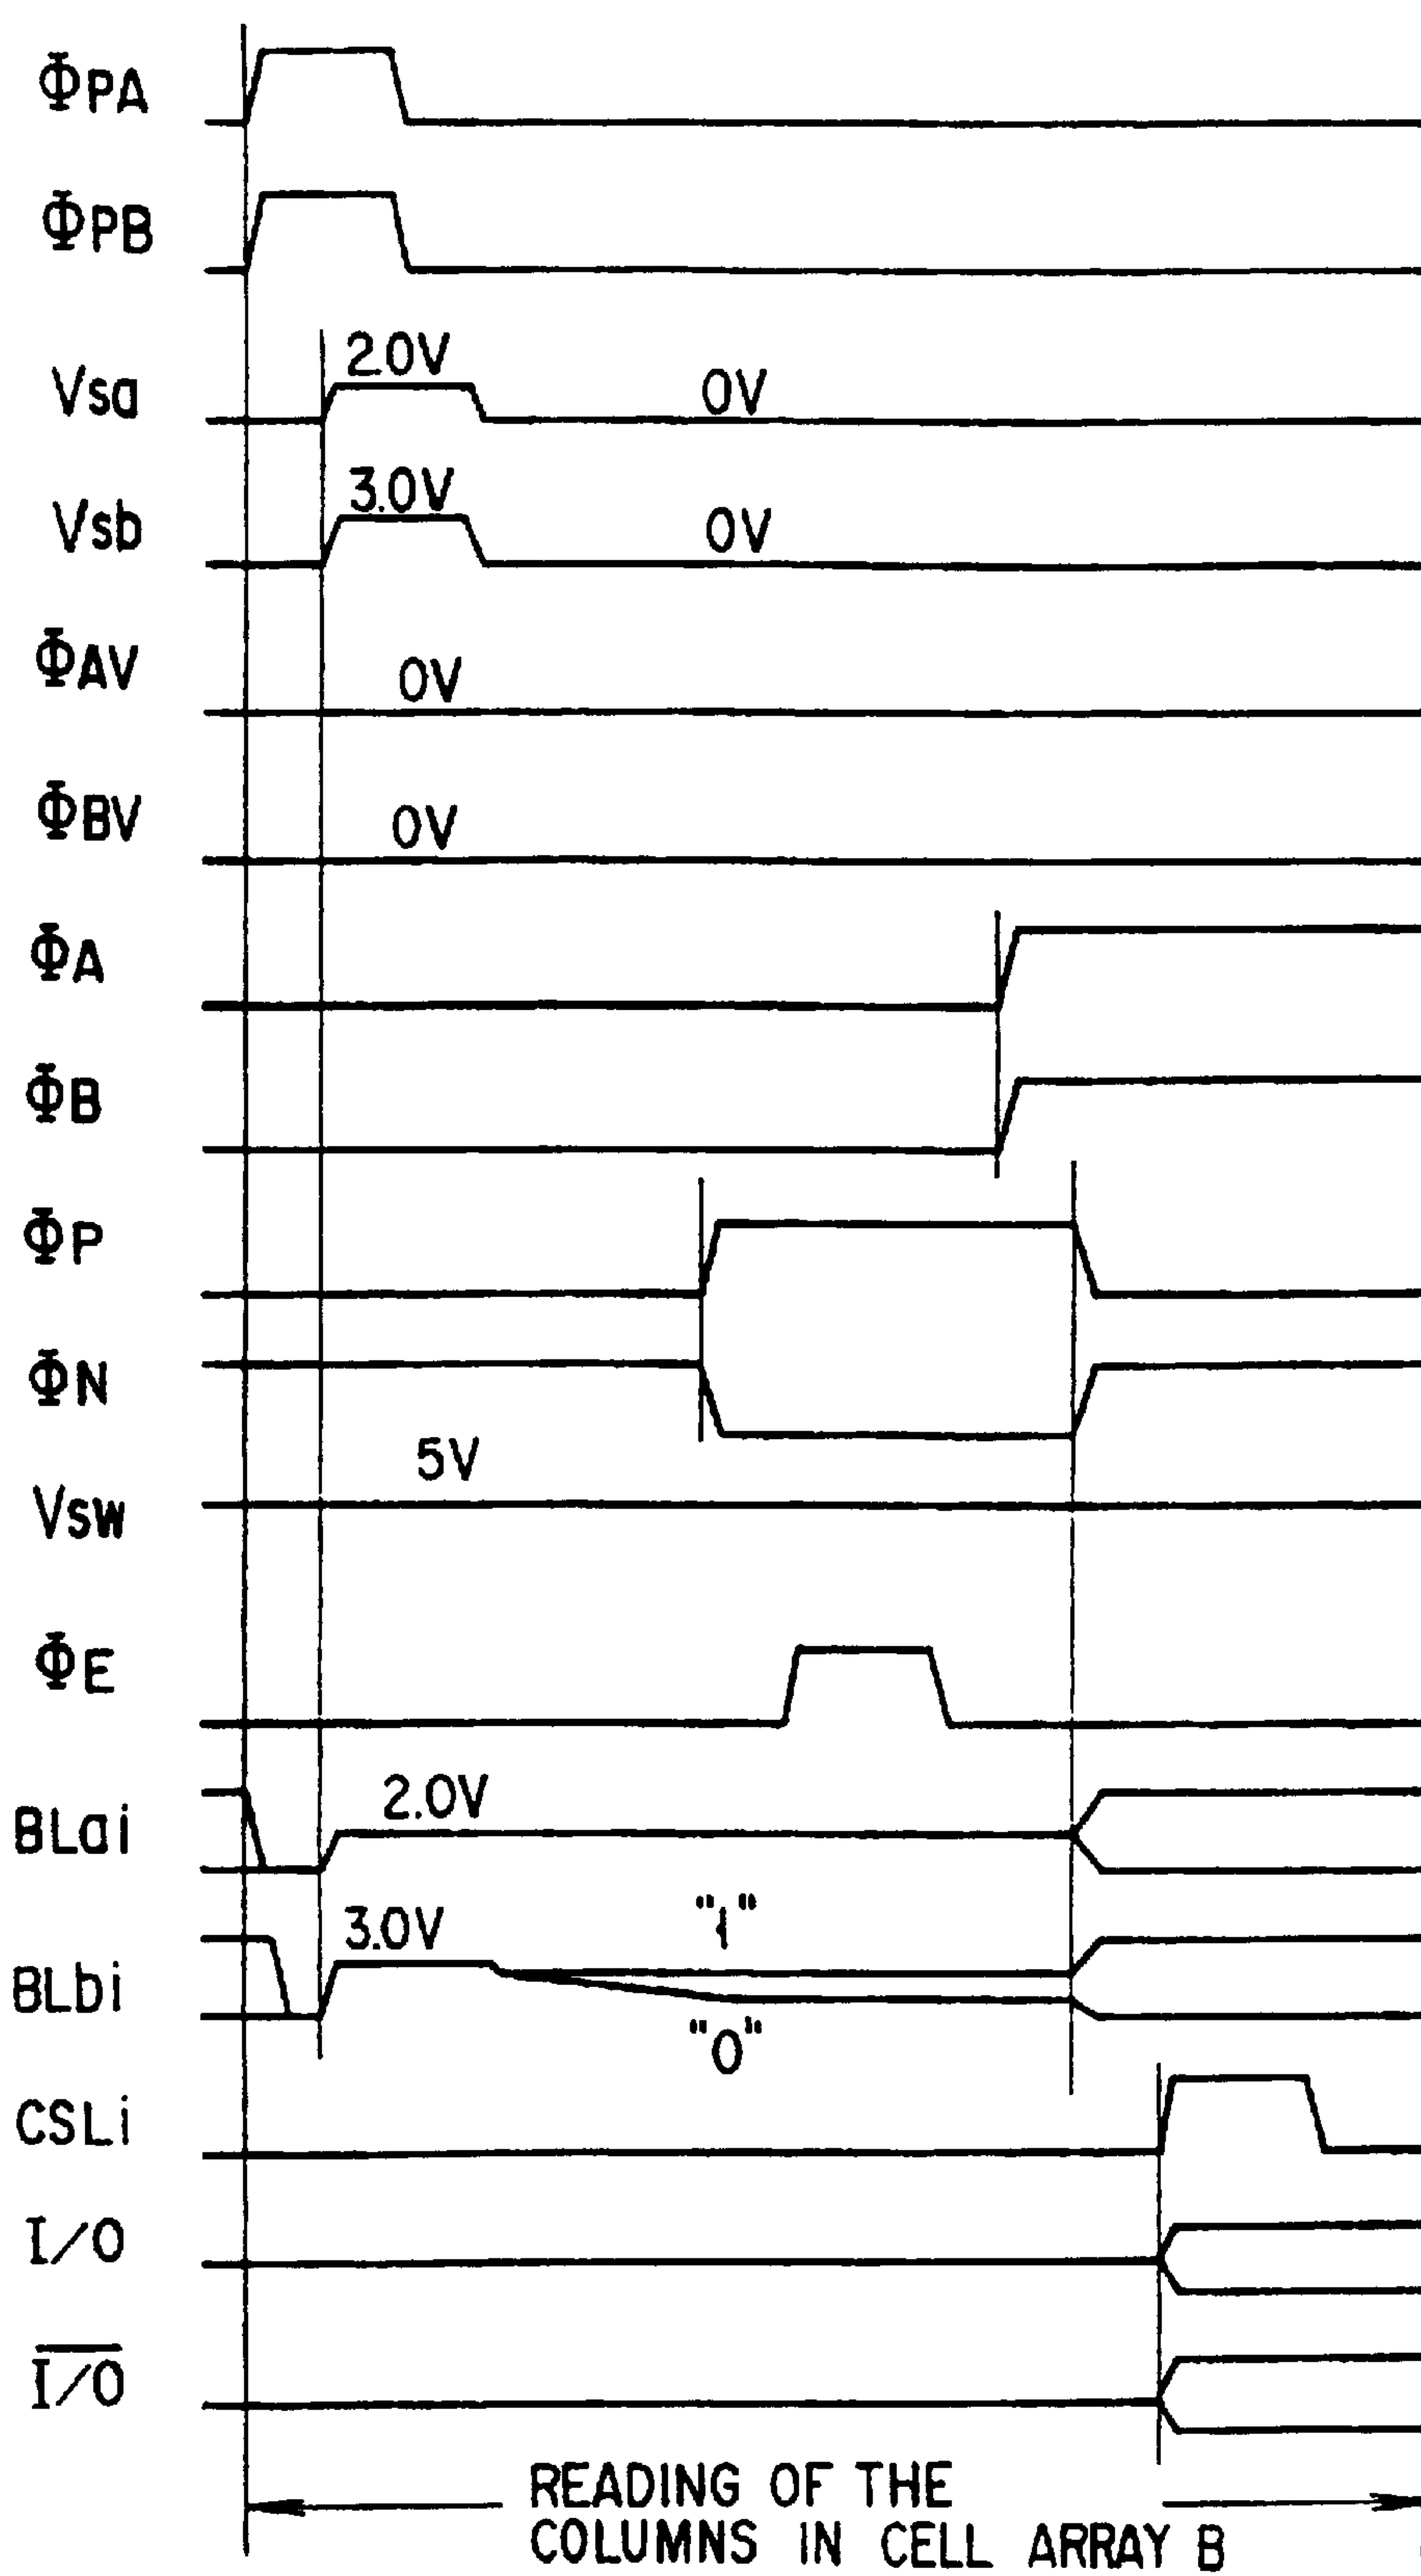 ΦPA
ΦPB
Vsa 2.0V 0V
Vsb 3.0V 0V
ΦAV 0V
ΦBV 0V
ΦA
ΦB
ΦP
ΦN
Vsw 5V
ΦE
BLai 2.0V
BLbi 3.0V "1"
"0"
CSLi
I/O
I/O
READING OF THE
COLUMNS IN CELL ARRAY B